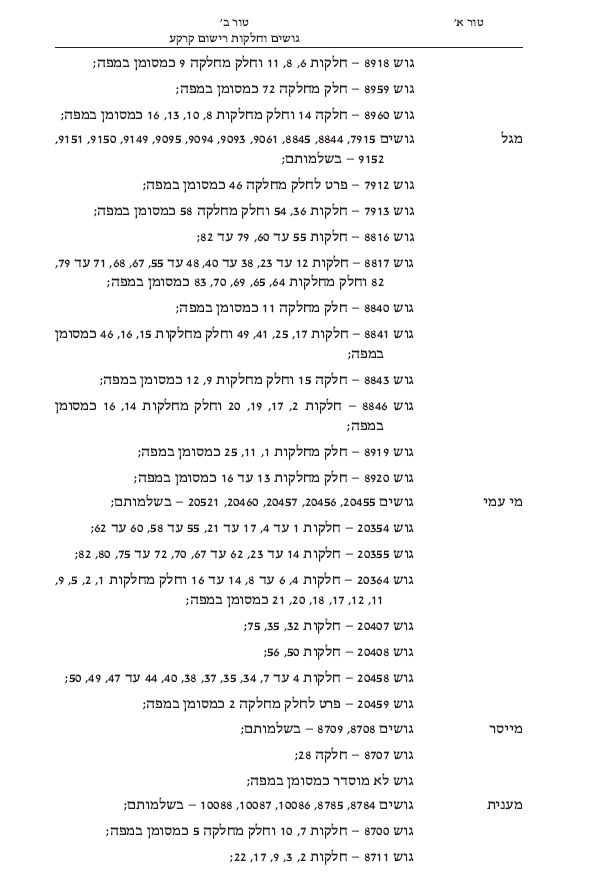 טור א׳ טור ב׳
גושים וחלקות רישום קרקע
גוש 8918 – חלקות 6, 8, 11 וחלק מחלקה 9 כמסומן במפה;
גוש 8959 – חלק מחלקה 72 כמסומן במפה;
גוש 8960 – חלקה 14 וחלק מחלקות 8, 10, 13, 16 כמסומן במפה;
מגל גושים 7915, 8844, 8845, 9061, 9093, 9094, 9095, 9149, 9150, 9151,
9152 – בשלמותם;
גוש 7912 – פרט לחלק מחלקה 46 כמסומן במפה;
גוש 7913 – חלקות 36, 54 וחלק מחלקה 58 כמסומן במפה;
גוש 8816 – חלקות 55 עד 60, 79 עד 82;
גוש 8817 – חלקות 12 עד 23, 38 עד 40, 48 עד 55, 67, 68, 71 עד 79,
82 וחלק מחלקות 64, 65, 69, 70, 83 כמסומן במפה;
גוש 8840 – חלק מחלקה 11 כמסומן במפה;
גוש 8841 – חלקות 17, 25, 41, 49 וחלק מחלקות 15, 16, 46 כמסומן
במפה;
גוש 8843 – חלקה 15 וחלק מחלקות 9, 12 כמסומן במפה;
גוש 8846 – חלקות 2, 17, 19, 20 וחלק מחלקות 14, 16 כמסומן
במפה;
גוש 8919 – חלק מחלקות 1, 11, 25 כמסומן במפה;
גוש 8920 – חלק מחלקות 13 עד 16 כמסומן במפה;
מי עמי גושים 20455, 20456, 20457, 20460, 20521 – בשלמותם;
גוש 20354 – חלקות 1 עד 4, 17 עד 21, 55 עד 58, 60 עד 62;
גוש 20355 – חלקות 14 עד 23, 62 עד 67, 70, 72 עד 75, 80, 82;
גוש 20364 – חלקות 4, 6 עד 8, 14 עד 16 וחלק מחלקות 1, 2, 5, 9,
11, 12, 17, 18, 20, 21 כמסומן במפה;
גוש 20407 – חלקות 32, 35, 75;
גוש 20408 – חלקות 50, 56;
גוש 20458 – חלקות 4 עד 7, 34, 35, 37, 38, 40, 44 עד 47, 49, 50;
גוש 20459 – פרט לחלק מחלקה 2 כמסומן במפה;
מייסר גושים 8708, 8709 – בשלמותם;
גוש 8707 – חלקה 28;
גוש לא מוסדר כמסומן במפה;
מענית גושים 8784, 8785, 10086, 10087, 10088 – בשלמותם;
גוש 8700 – חלקות 7, 10 וחלק מחלקה 5 כמסומן במפה;
גוש 8711 – חלקות 2, 3, 9, 17, 22;